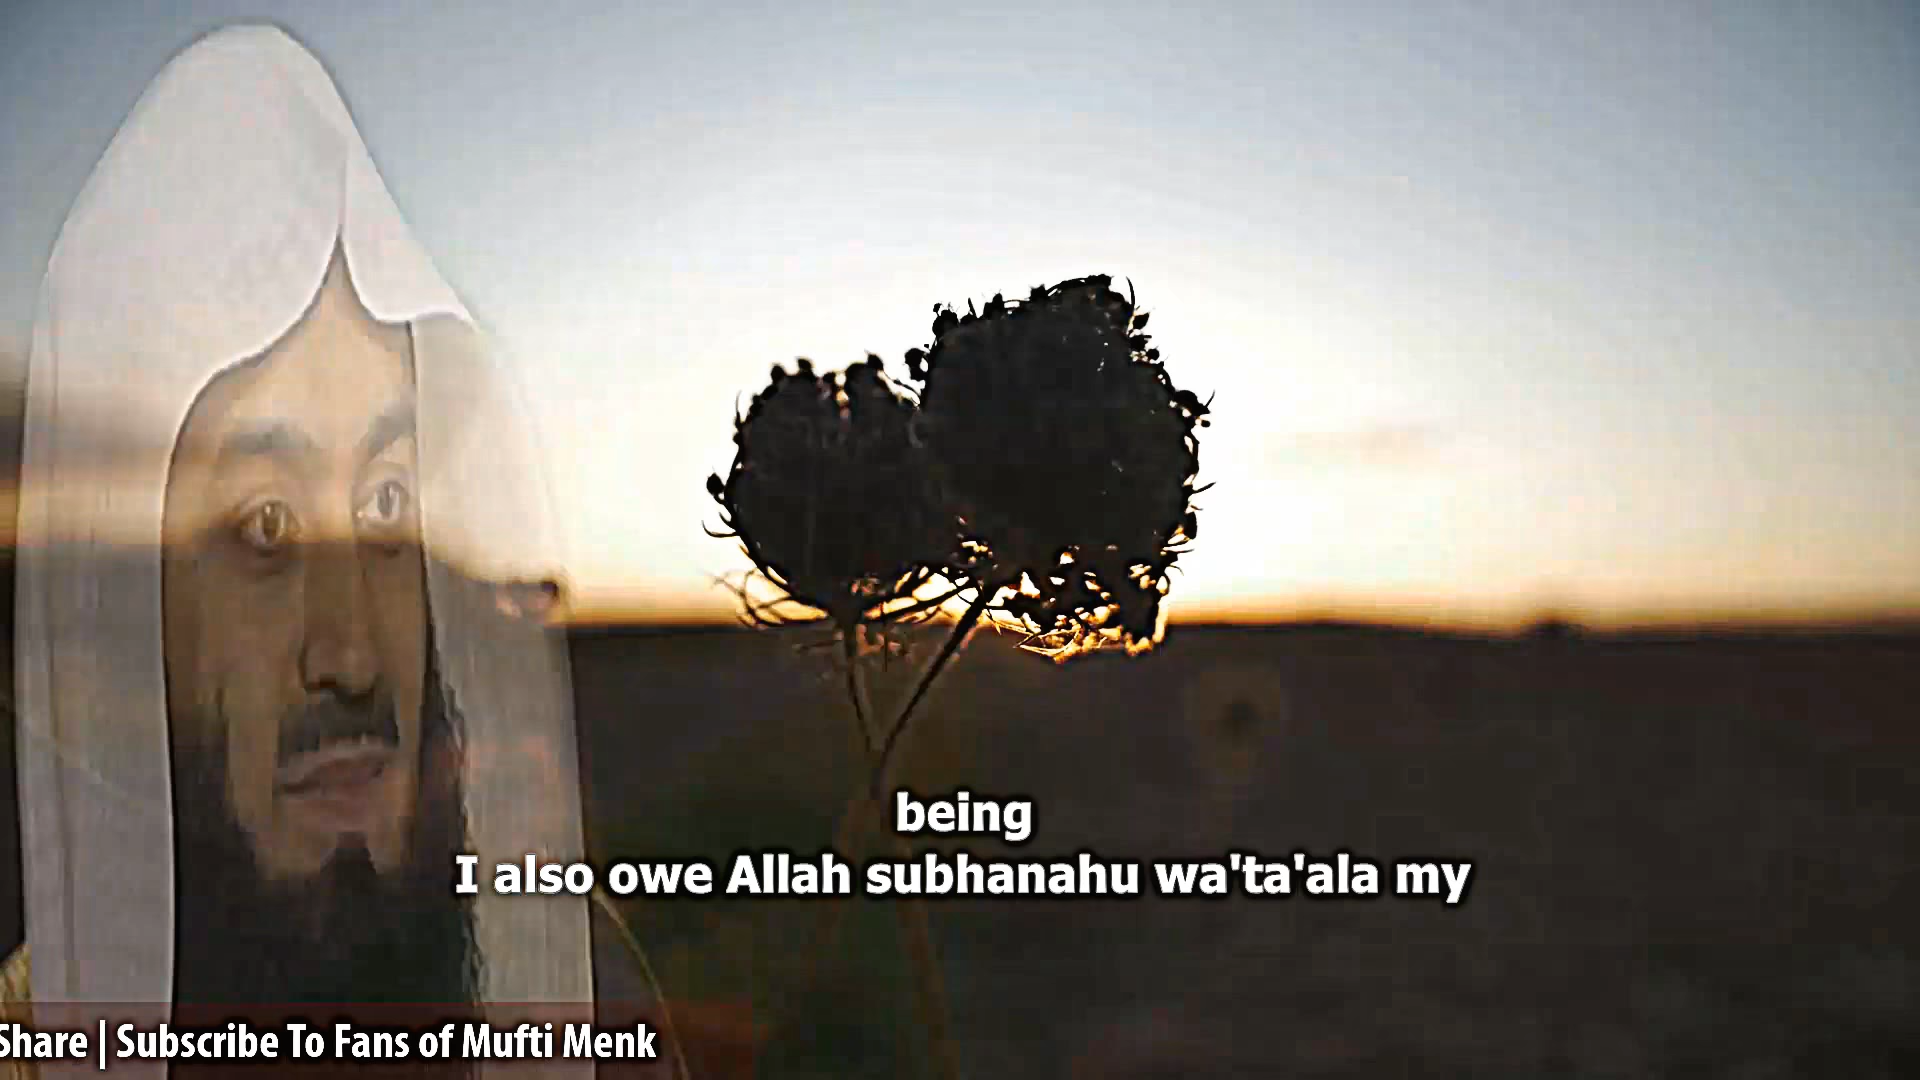 being
I also owe Allah subhanahu wa'ta'ala my
Share | Subscribe To Fans of Mufti Menk